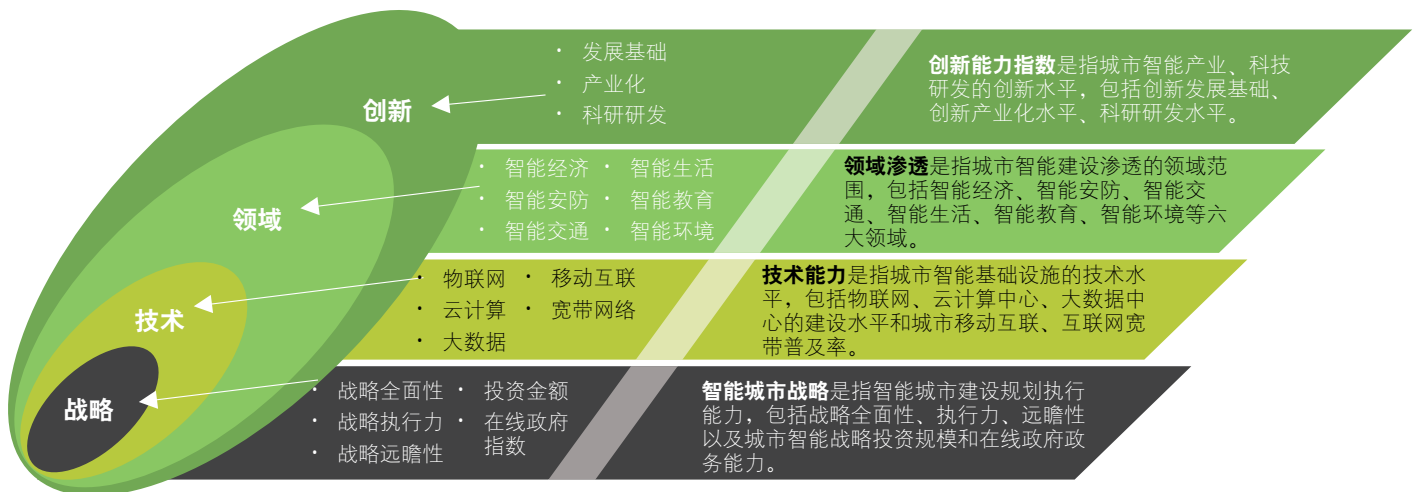 创新
· 发展基础
· 产业化
· 科研研发
创新能力指数是指城市智能产业、科技
研发的创新水平，包括创新发展基础、
创新产业化水平、科研研发水平。
领域
· 智能经济 · 智能生活
· 智能安防 · 智能教育
· 智能交通 · 智能环境
领域渗透是指城市智能建设渗透的领域范
围，包括智能经济、智能安防、智能交
通、智能生活、智能教育、智能环境等六
大领域。
技术
· 物联网 · 移动互联
· 云计算 · 宽带网络
· 大数据
技术能力是指城市智能基础设施的技术水
平，包括物联网、云计算中心、大数据中
心的建设水平和城市移动互联、互联网宽
带普及率。
战略
· 战略全面性 · 投资金额
· 战略执行力 · 在线政府
指数
· 战略远瞻性
智能城市战略是指智能城市建设规划执行
能力，包括战略全面性、执行力、远瞻性
以及城市智能战略投资规模和在线政府政
务能力。